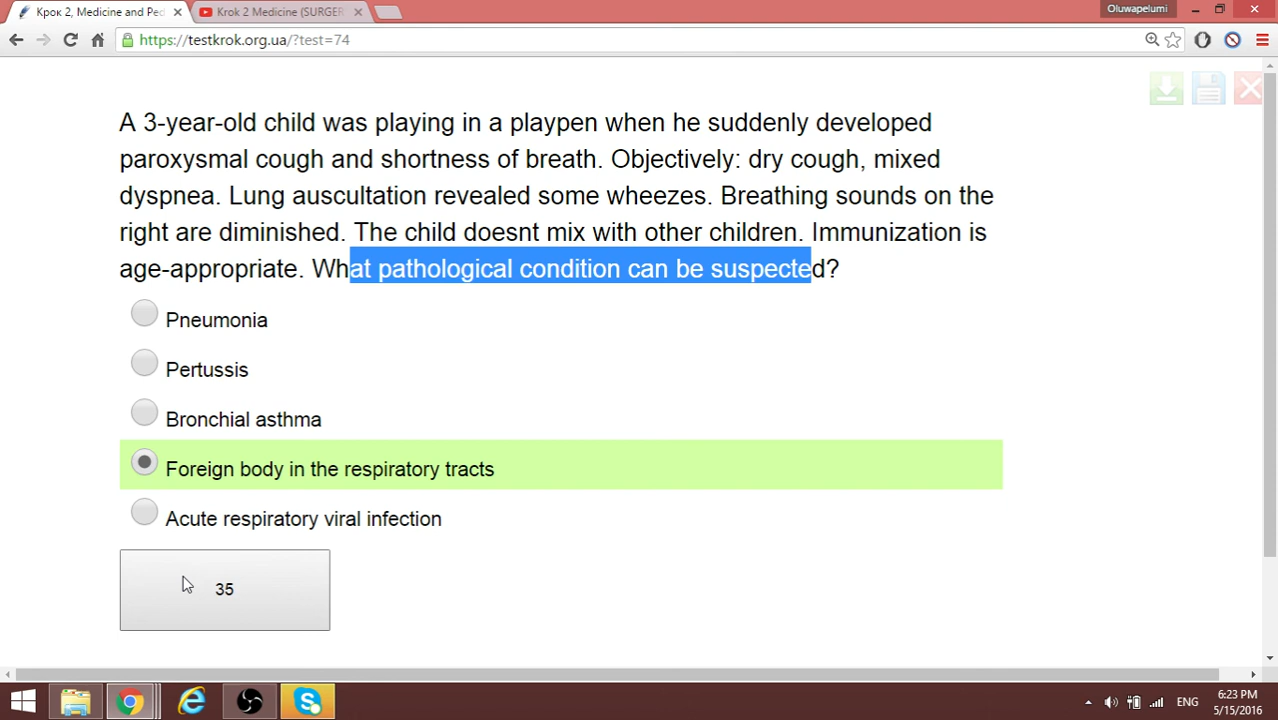 Крок 2, Medicine and Ped
Krok 2 Medicine (SURGER
Oluwapelumi
https://testkrok.org.ua/?test=74
A 3-year-old child was playing in a playpen when he suddenly developed
paroxysmal cough and shortness of breath. Objectively: dry cough, mixed
dyspnea. Lung auscultation revealed some wheezes. Breathing sounds on the
right are diminished. The child doesnt mix with other children. Immunization is
age-appropriate. What pathological condition can be suspected?
Pneumonia
Pertussis
Bronchial asthma
Foreign body in the respiratory tracts
Acute respiratory viral infection
35
ENG
6:23 PM
5/15/2016